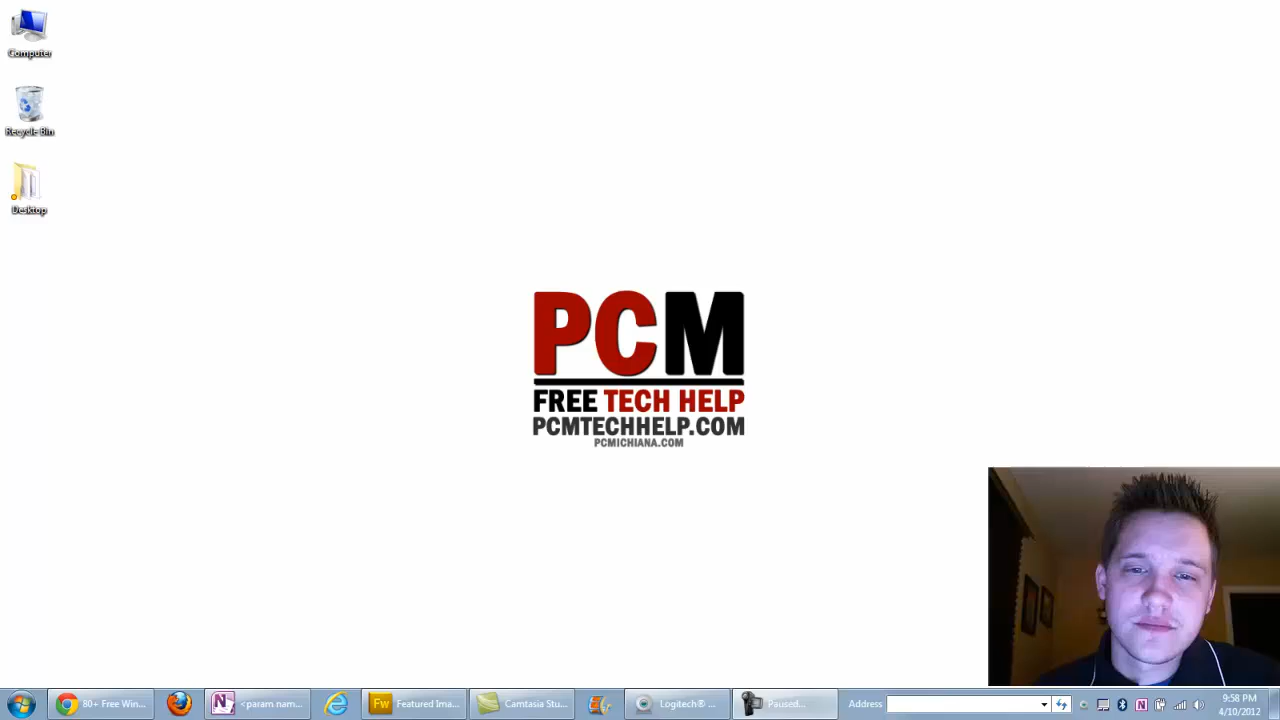 Computer
Recycle Bin
Desktop
PCM
FREE TECH HELP
PCMTECHHELP.COM
PCMICHIANA.COM
80+ Free Win...
N
<param nam...
Fw
Featured Ima...
Camtasia Stu...
Logitech® ...
Paused...
Address
N
9:58 PM
4/10/2012